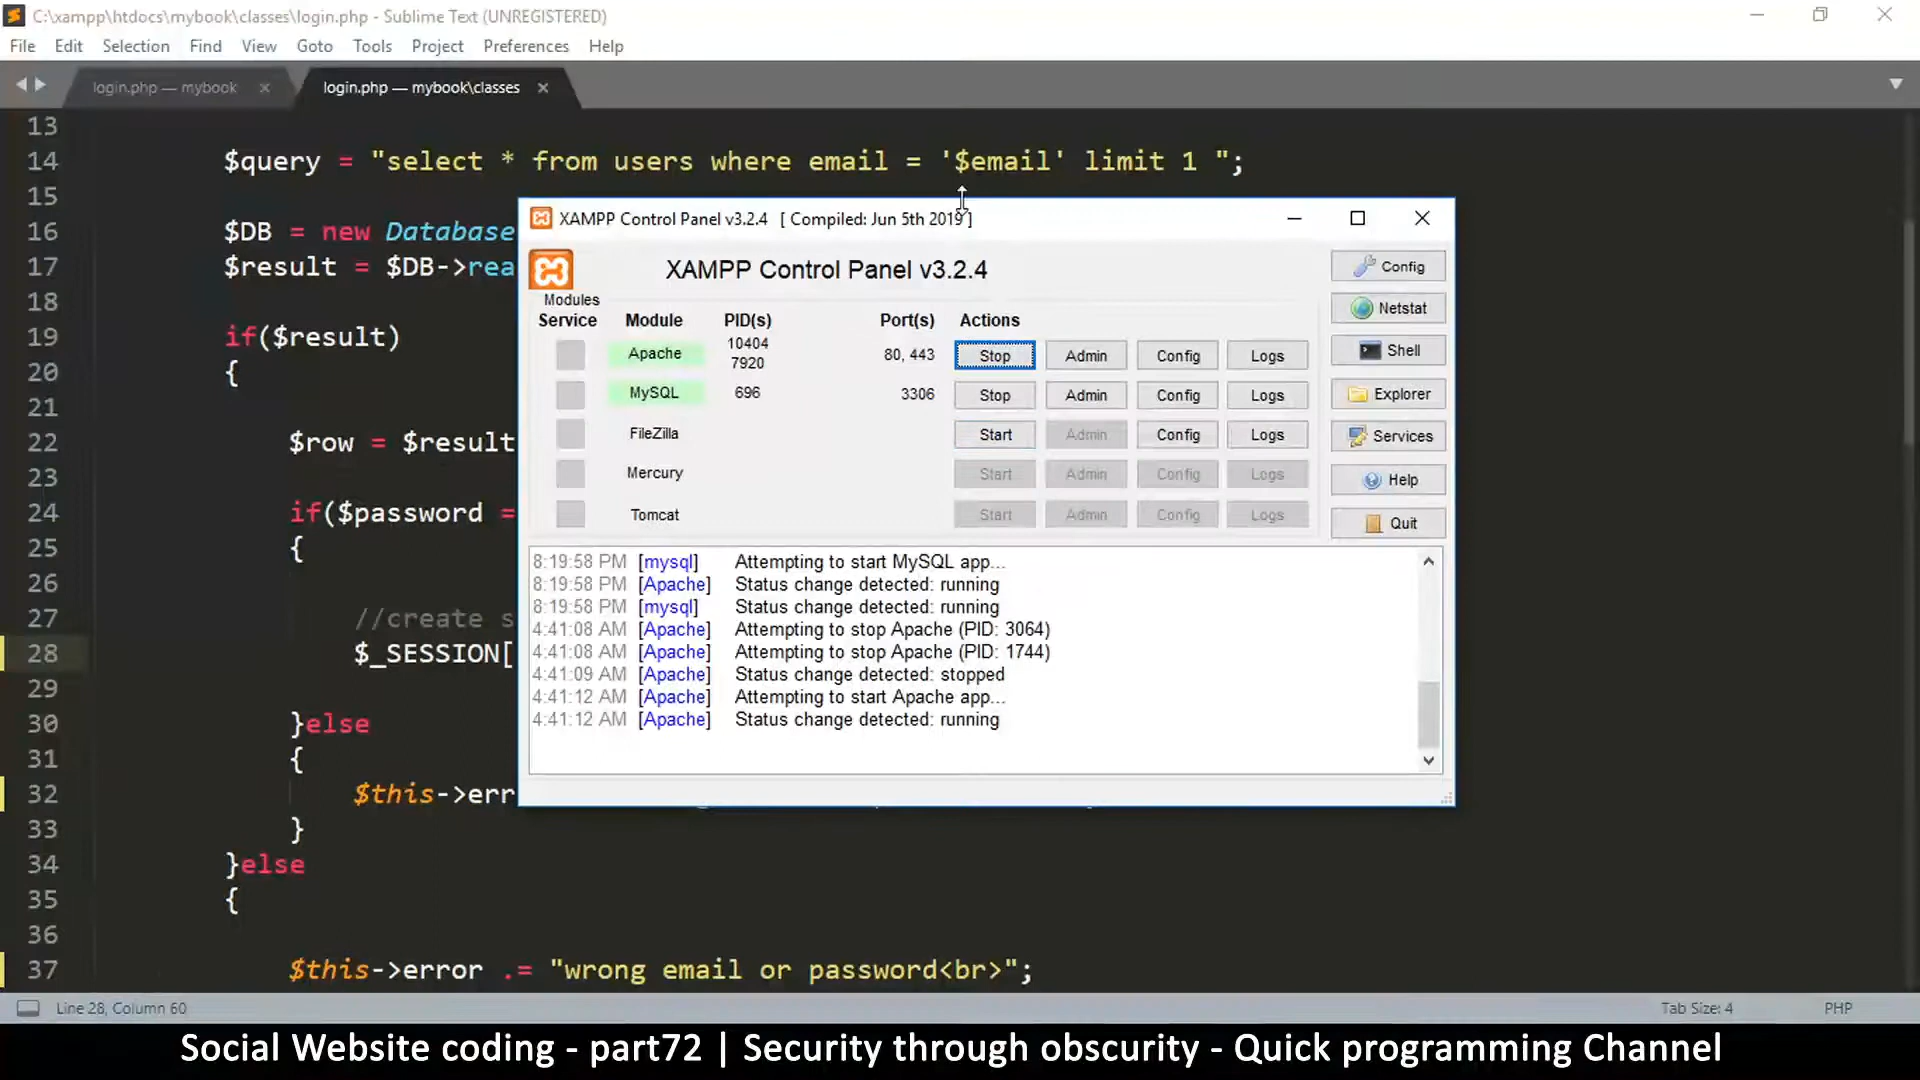 C:\xampp\htdocs\mybook\classes\login.php - Sublime Text (UNREGISTERED)
File Edit Selection Find View Goto Tools Project Preferences Help
login.php — mybook × login.php — mybook\classes ×
13
14 $query = "select * from users where email = '$email' limit 1 ";
15
16 $DB = new Database
17 $result = $DB->rea
18
19 if($result)
20 {
21
22 $row = $result
23
24 if($password =
25 {
26
27 //create s
28 $_SESSION[
29
30 }else
31 {
32 $this->err
33 }
34 }else
35 {
36
37 $this->error .= "wrong email or password<br>";
XAMPP Control Panel v3.2.4 [ Compiled: Jun 5th 2019 ]
XAMPP Control Panel v3.2.4
Modules
Service Module PID(s) Port(s) Actions
Apache 10404 7920 80, 443 Stop Admin Config Logs
MySQL 696 3306 Stop Admin Config Logs
FileZilla Start Admin Config Logs
Mercury Start Admin Config Logs
Tomcat Start Admin Config Logs
Config
Netstat
Shell
Explorer
Services
Help
Quit
8:19:58 PM [mysql] Attempting to start MySQL app...
8:19:58 PM [Apache] Status change detected: running
8:19:58 PM [mysql] Status change detected: running
4:41:08 AM [Apache] Attempting to stop Apache (PID: 3064)
4:41:08 AM [Apache] Attempting to stop Apache (PID: 1744)
4:41:09 AM [Apache] Status change detected: stopped
4:41:12 AM [Apache] Attempting to start Apache app...
4:41:12 AM [Apache] Status change detected: running
Line 28, Column 60 Tab Size: 4 PHP
Social Website coding - part72 | Security through obscurity - Quick programming Channel